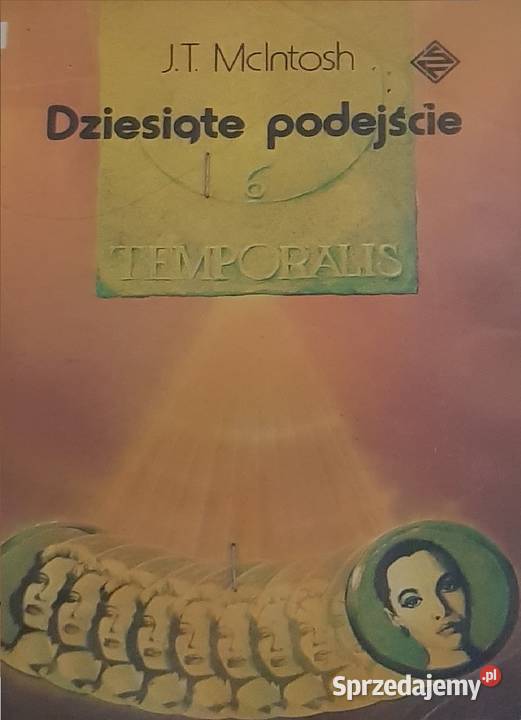 J.T. McIntosh
Dziesiąte podejście
6
TEMPORALIS
Sprzedajemy.pl